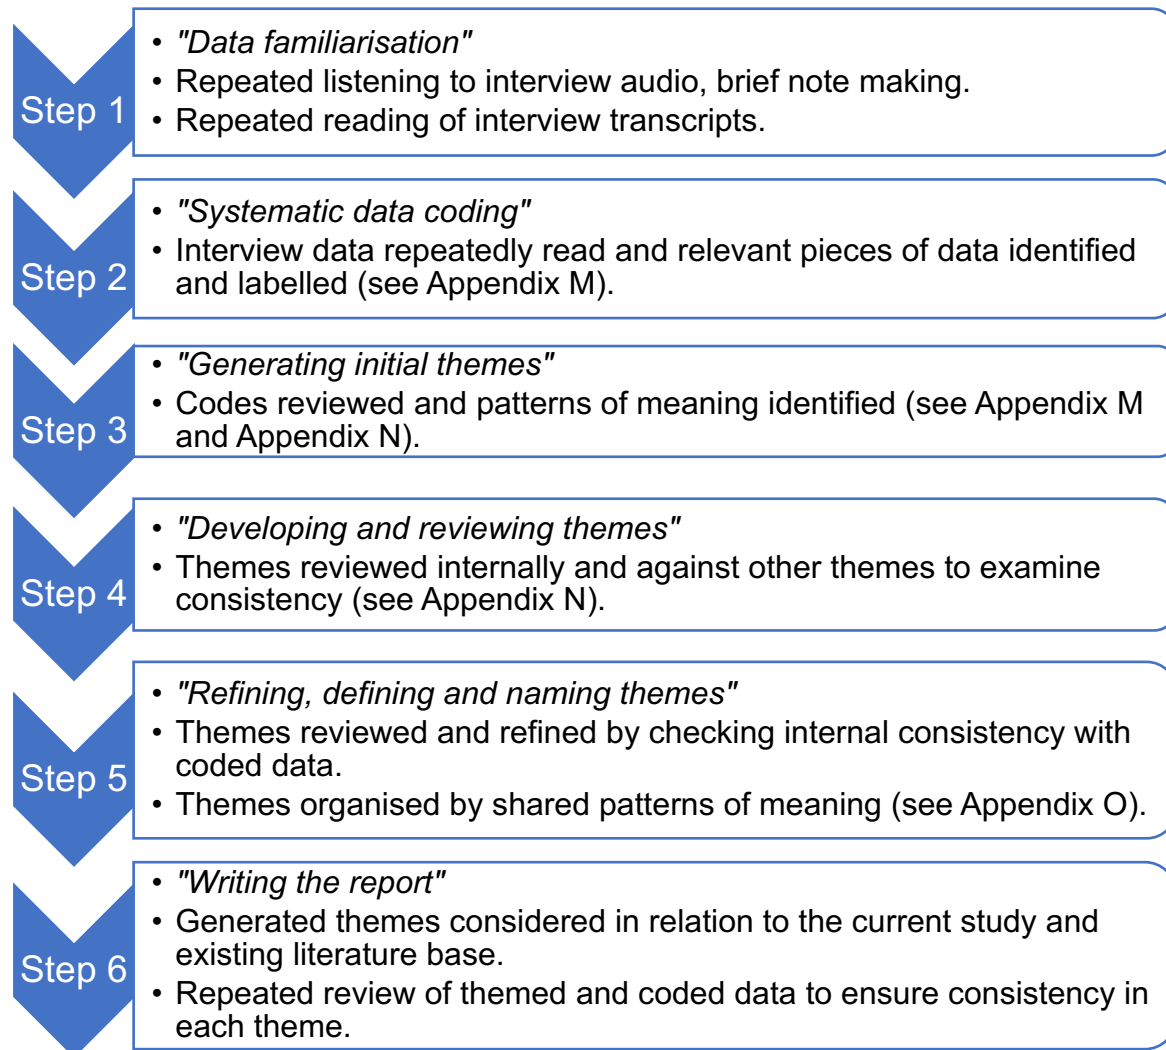 Step 1
• "Data familiarisation"
• Repeated listening to interview audio, brief note making.
• Repeated reading of interview transcripts.
Step 2
• "Systematic data coding"
• Interview data repeatedly read and relevant pieces of data identified
and labelled (see Appendix M).
Step 3
• "Generating initial themes"
• Codes reviewed and patterns of meaning identified (see Appendix M
and Appendix N).
Step 4
• "Developing and reviewing themes"
• Themes reviewed internally and against other themes to examine
consistency (see Appendix N).
Step 5
• "Refining, defining and naming themes"
• Themes reviewed and refined by checking internal consistency with
coded data.
• Themes organised by shared patterns of meaning (see Appendix O).
Step 6
• "Writing the report"
• Generated themes considered in relation to the current study and
existing literature base.
• Repeated review of themed and coded data to ensure consistency in
each theme.